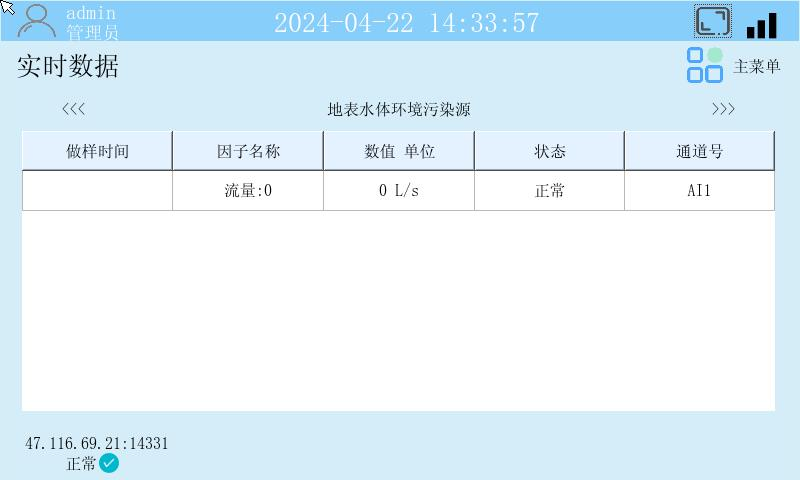 admin
管理员
2024-04-22 14:33:57
实时数据
主菜单
<<< 地表水体环境污染源 >>>
做样时间 因子名称 数值 单位 状态 通道号
流量:0 0 L/s 正常 AI1
47.116.69.21:14331
正常